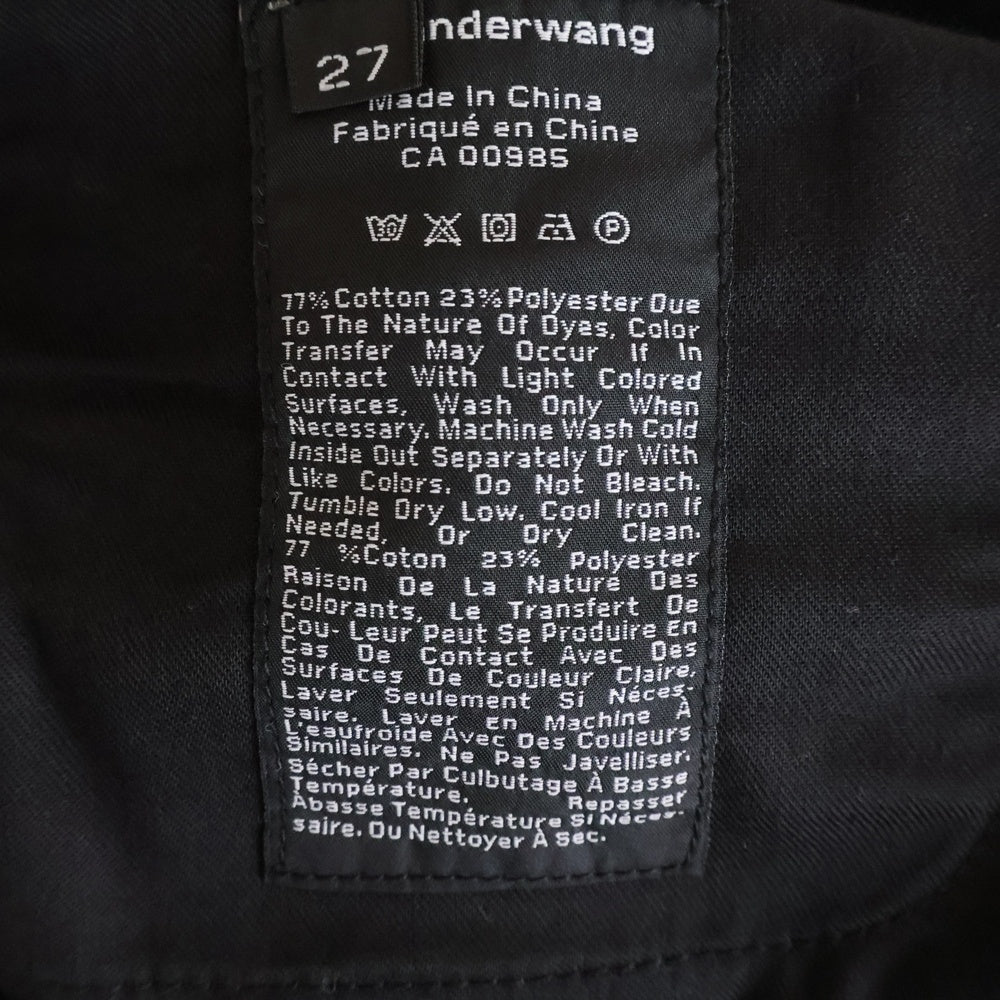 27
nderwang
Made In China
Fabriqué en Chine
CA 00985
30
P
77% Cotton 23% Polyester Due
To The Nature Of Dyes, Color
Transfer May Occur If In
Contact With Light Colored
Surfaces, Wash Only When
Necessary. Machine Wash Cold
Inside Out Separately Or With
Like Colors. Do Not Bleach.
Tumble Dry Low. Cool Iron If
Needed, Or Dry Clean.
77 %Coton 23% Polyester
Raison De La Nature Des
Colorants, Le Transfert De
Cou- Leur Peut Se Produire En
Cas De Contact Avec Des
Surfaces De Couleur Claire.
Laver Seulement Si Néces-
saire. Laver En Machine À
L'eaufroide Avec Des Couleurs
Similaires. Ne Pas Javelliser.
Sécher Par Culbutage À Basse
Température. Repasser
Àbasse Température Si Néces-
saire. Ou Nettoyer À Sec.